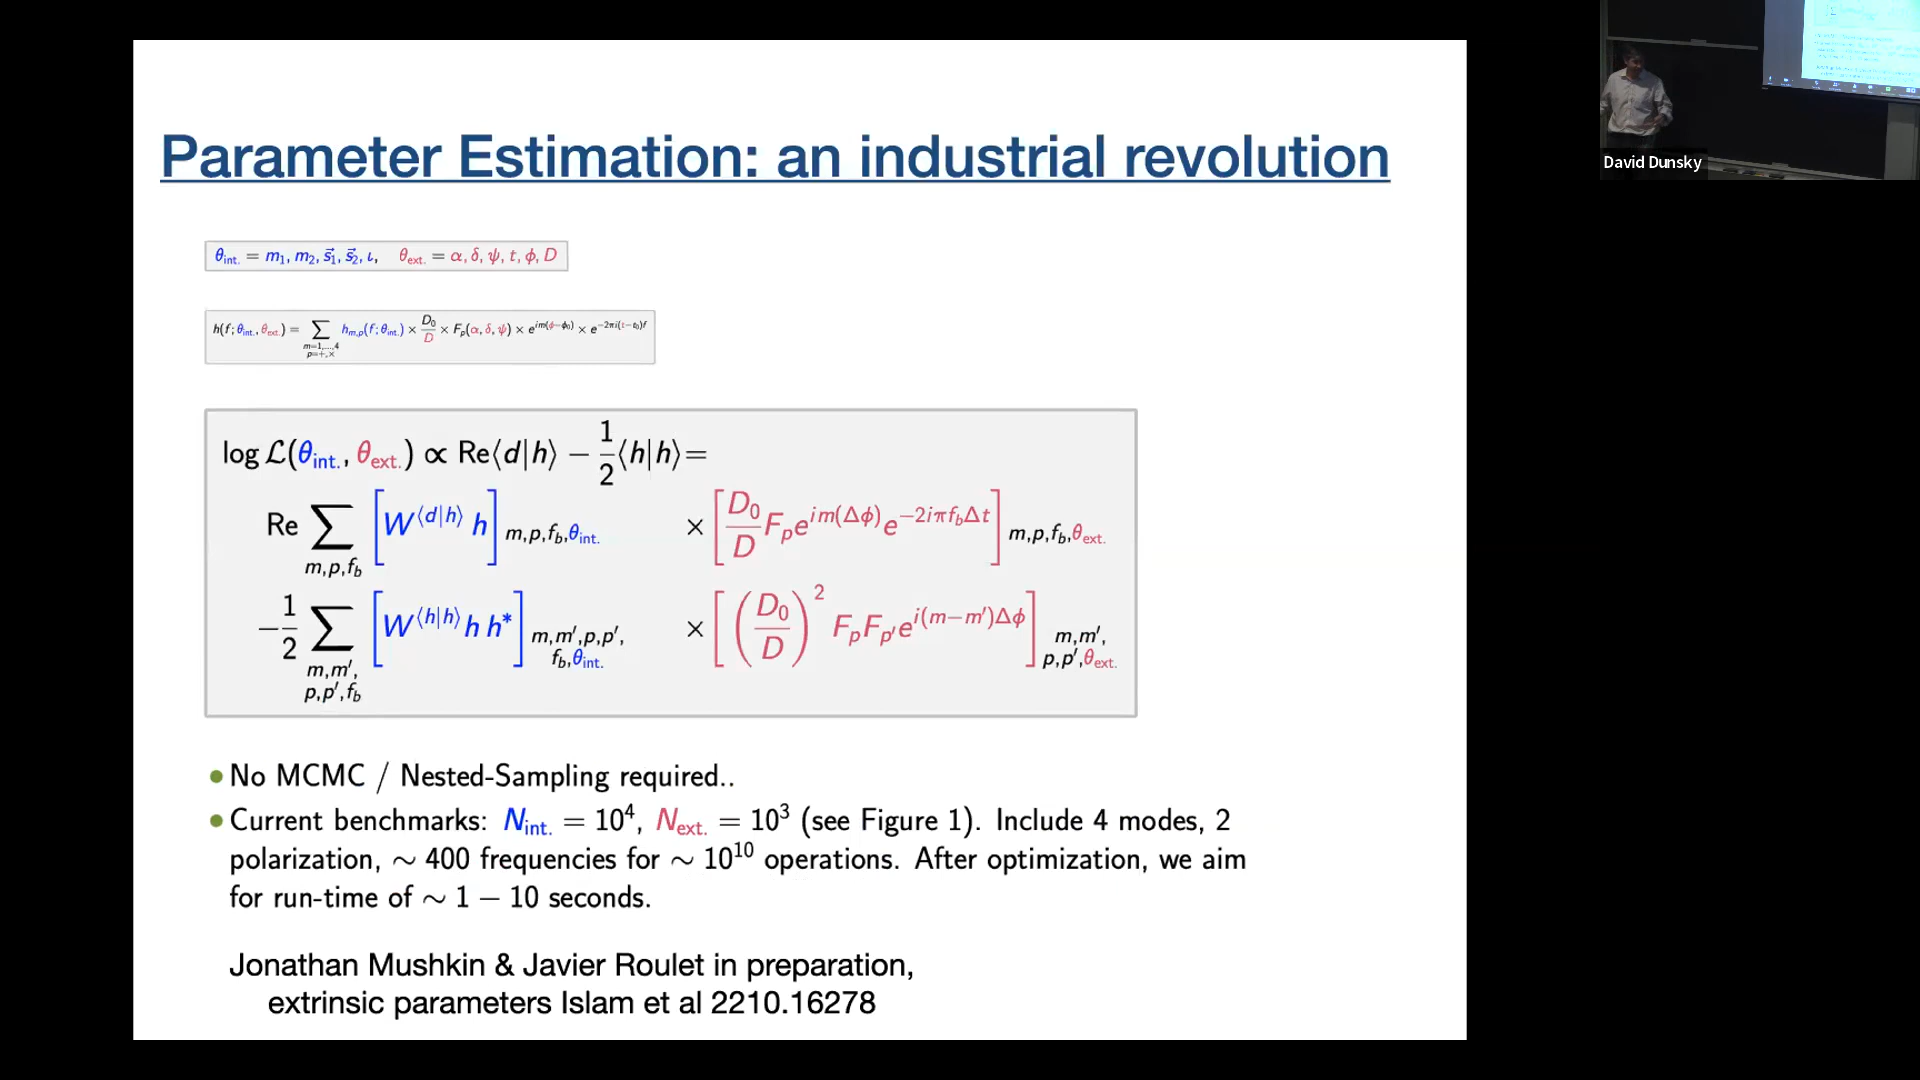 Parameter Estimation: an industrial revolution
David Dunsky
θ_int. = m₁, m₂, s⃗₁, s⃗₂, ι, θ_ext. = α, δ, ψ, t, ϕ, D
h(f; θ_int., θ_ext.) = ∑_{m=1,...,4 p=+,×} h_{m,p}(f; θ_int.) × D₀/D × F_p(α, δ, ψ) × e^{im(ϕ−ϕ₀)} × e^{−2πi(t−t₀)f}
log ℒ(θ_int., θ_ext.) ∝ Re⟨d|h⟩ − 1/2 ⟨h|h⟩ =
Re ∑_{m,p,f_b} [W^{⟨d|h⟩} h]_{m,p,f_b,θ_int.} × [D₀/D F_p e^{im(Δϕ)} e^{−2iπf_bΔt}]_{m,p,f_b,θ_ext.}
−1/2 ∑_{m,m′, p,p′,f_b} [W^{⟨h|h⟩} h h*]_{m,m′,p,p′, f_b,θ_int.} × [(D₀/D)² F_p F_p′ e^{i(m−m′)Δϕ}]_{m,m′, p,p′,θ_ext.}
• No MCMC / Nested-Sampling required..
• Current benchmarks: N_int. = 10⁴, N_ext. = 10³ (see Figure 1). Include 4 modes, 2
polarization, ∼ 400 frequencies for ∼ 10¹⁰ operations. After optimization, we aim
for run-time of ∼ 1 − 10 seconds.
Jonathan Mushkin & Javier Roulet in preparation,
extrinsic parameters Islam et al 2210.16278